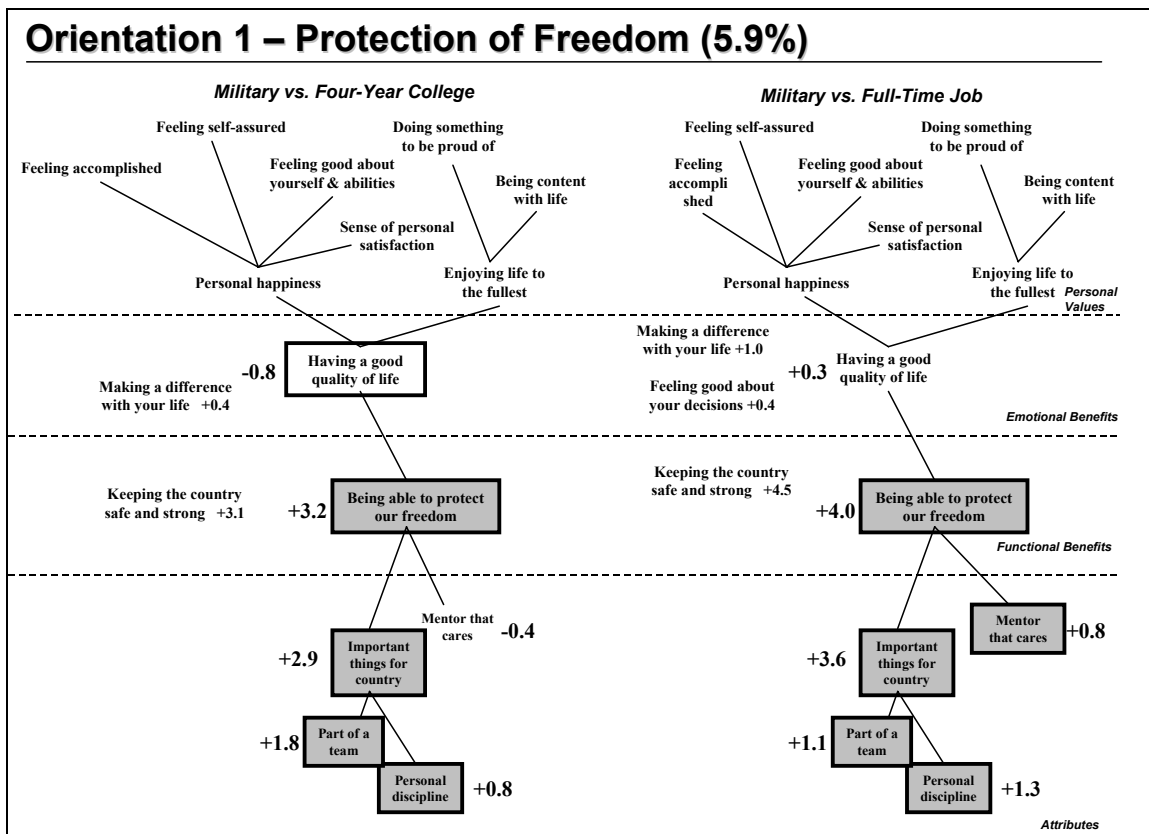 Orientation 1 – Protection of Freedom (5.9%)
Military vs. Four-Year College
Feeling self-assured
Doing something
to be proud of
Feeling accomplished
Feeling good about
yourself & abilities
Being content
with life
Sense of personal
satisfaction
Personal happiness
Enjoying life to
the fullest
-0.8
Having a good
quality of life
Making a difference
with your life +0.4
Keeping the country
safe and strong +3.1
+3.2
Being able to protect
our freedom
Mentor that
cares
-0.4
+2.9
Important
things for
country
+1.8
Part of a
team
Personal
discipline
+0.8
Military vs. Full-Time Job
Feeling self-assured
Doing something
to be proud of
Feeling
accompli
shed
Feeling good about
yourself & abilities
Being content
with life
Sense of personal
satisfaction
Personal happiness
Enjoying life to
the fullest
Personal
Values
Making a difference
with your life +1.0
+0.3
Having a good
quality of life
Feeling good about
your decisions +0.4
Emotional Benefits
Keeping the country
safe and strong +4.5
+4.0
Being able to protect
our freedom
Functional Benefits
Mentor
that cares
+0.8
+3.6
Important
things for
country
+1.1
Part of a
team
Personal
discipline
+1.3
Attributes